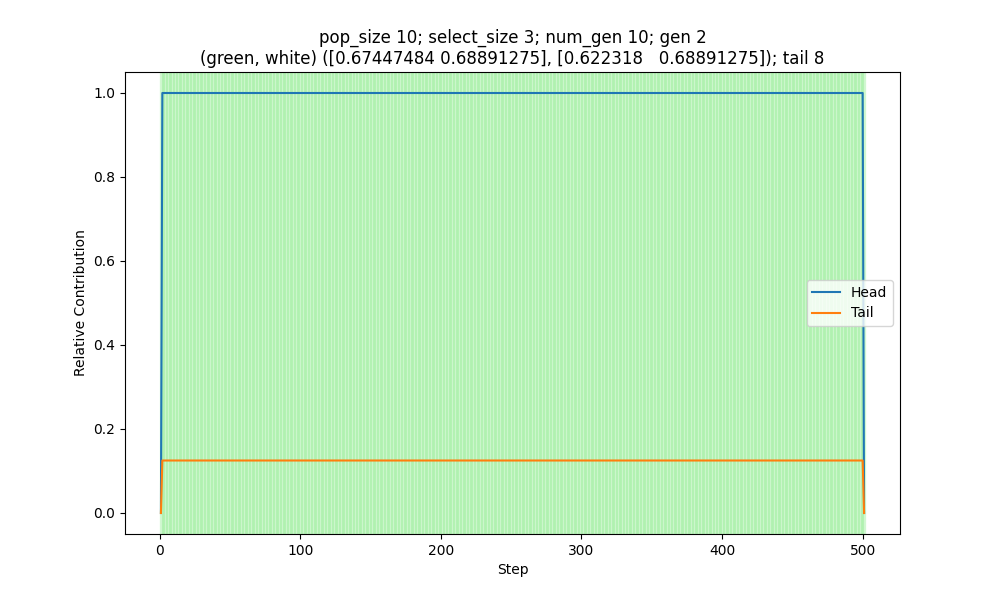 pop_size 10; select_size 3; num_gen 10; gen 2
(green, white) ([0.67447484 0.68891275], [0.622318   0.68891275]); tail 8
1.0
0.8
0.6
0.4
0.2
0.0
Relative Contribution
Head
Tail
0
100
200
300
400
500
Step